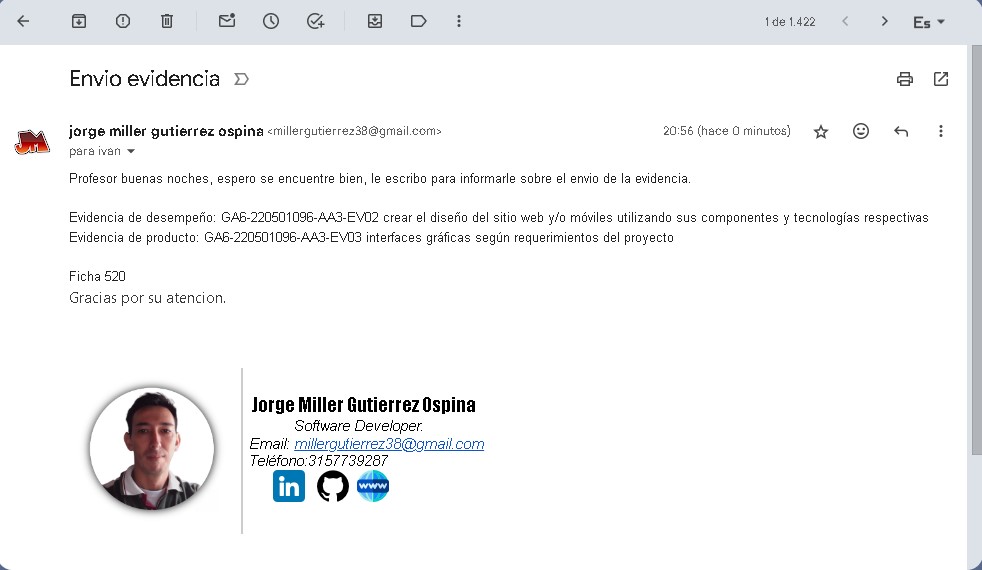 1 de 1.422
Es
Envio evidencia
jorge miller gutierrez ospina <millergutierrez38@gmail.com>
20:56 (hace 0 minutos)
para ivan
Profesor buenas noches, espero se encuentre bien, le escribo para informarle sobre el envio de la evidencia.
Evidencia de desempeño: GA6-220501096-AA3-EV02 crear el diseño del sitio web y/o móviles utilizando sus componentes y tecnologías respectivas
Evidencia de producto: GA6-220501096-AA3-EV03 interfaces gráficas según requerimientos del proyecto
Ficha 520
Gracias por su atencion.
Jorge Miller Gutierrez Ospina
Software Developer.
Email: millergutierrez38@gmail.com
Teléfono:3157739287
in
www